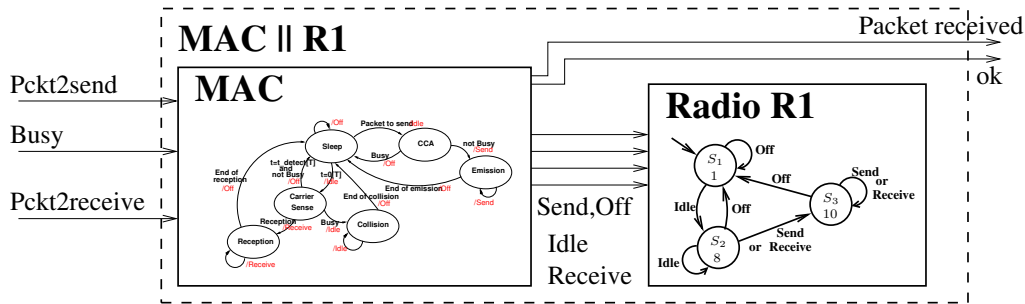 Packet received
MAC || R1
ok
MAC
Radio R1
Pckt2send
Busy
Pckt2receive
/Off
Packet to send/Idle
Sleep
CCA
not Busy
/Send
Busy
/Off
t=t_detect[T]
and
not Busy
/Off
t=0[T]
/Idle
Emission
End of emission/Off
/Send
End of
reception
/Off
End of collision
/Off
Carrier
Sense
Reception
/Receive
Busy
/Idle
Collision
/Idle
Reception
/Receive
Send,Off
Idle
Receive
S1
1
Off
Off
Send
or
Receive
S3
10
Idle
Off
Send
or Receive
S2
8
Idle